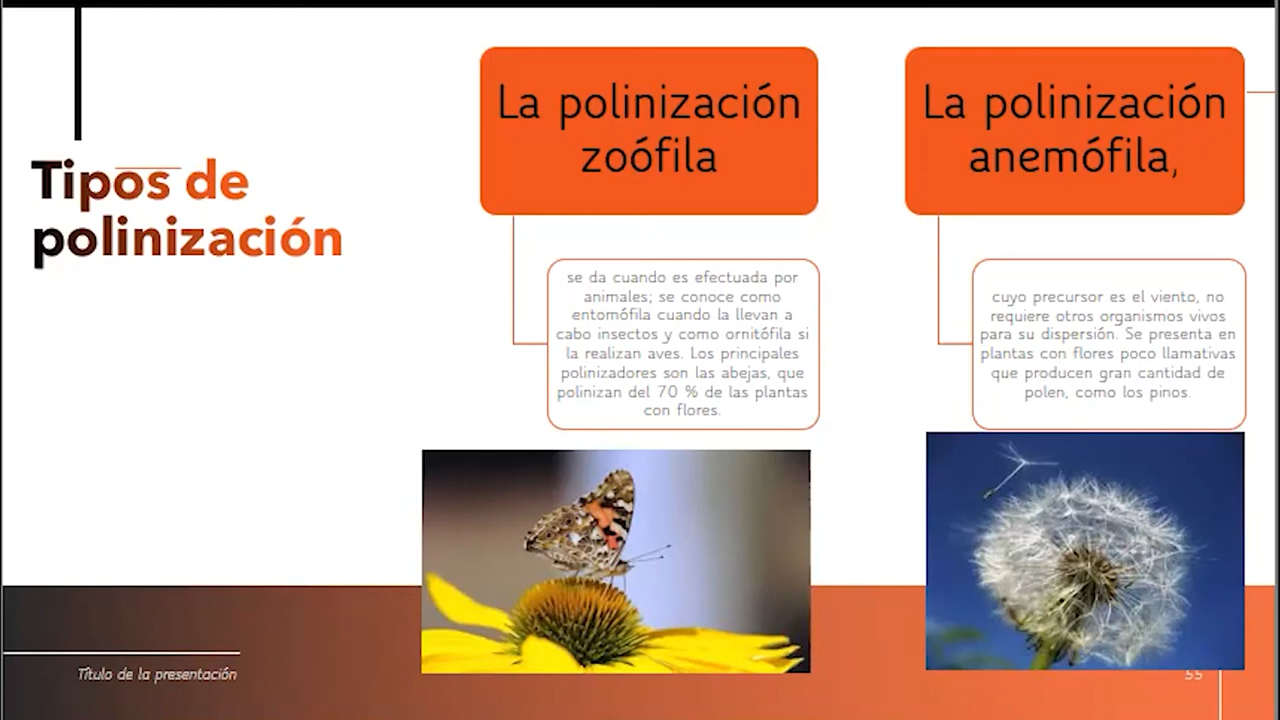 Tipos de
polinización
La polinización
zoófila
se da cuando es efectuada por
animales; se conoce como
entomófila cuando la llevan a
cabo insectos y como ornitófila si
la realizan aves. Los principales
polinizadores son las abejas, que
polinizan del 70 % de las plantas
con flores.
La polinización
anemófila,
cuyo precursor es el viento, no
requiere otros organismos vivos
para su dispersión. Se presenta en
plantas con flores poco llamativas
que producen gran cantidad de
polen, como los pinos.
Título de la presentación
55